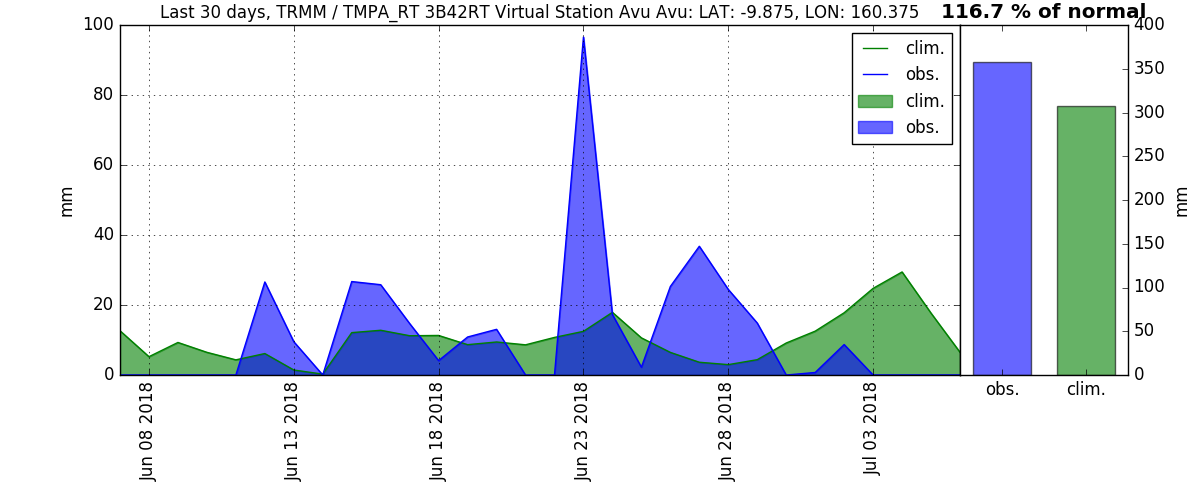 Last 30 days, TRMM / TMPA_RT 3B42RT Virtual Station Avu Avu: LAT: -9.875, LON: 160.375
116.7 % of normal
100
80
60
40
20
0
mm
clim.
obs.
clim.
obs.
Jun 08 2018
Jun 13 2018
Jun 18 2018
Jun 23 2018
Jun 28 2018
Jul 03 2018
400
350
300
250
200
150
100
50
0
mm
obs.
clim.